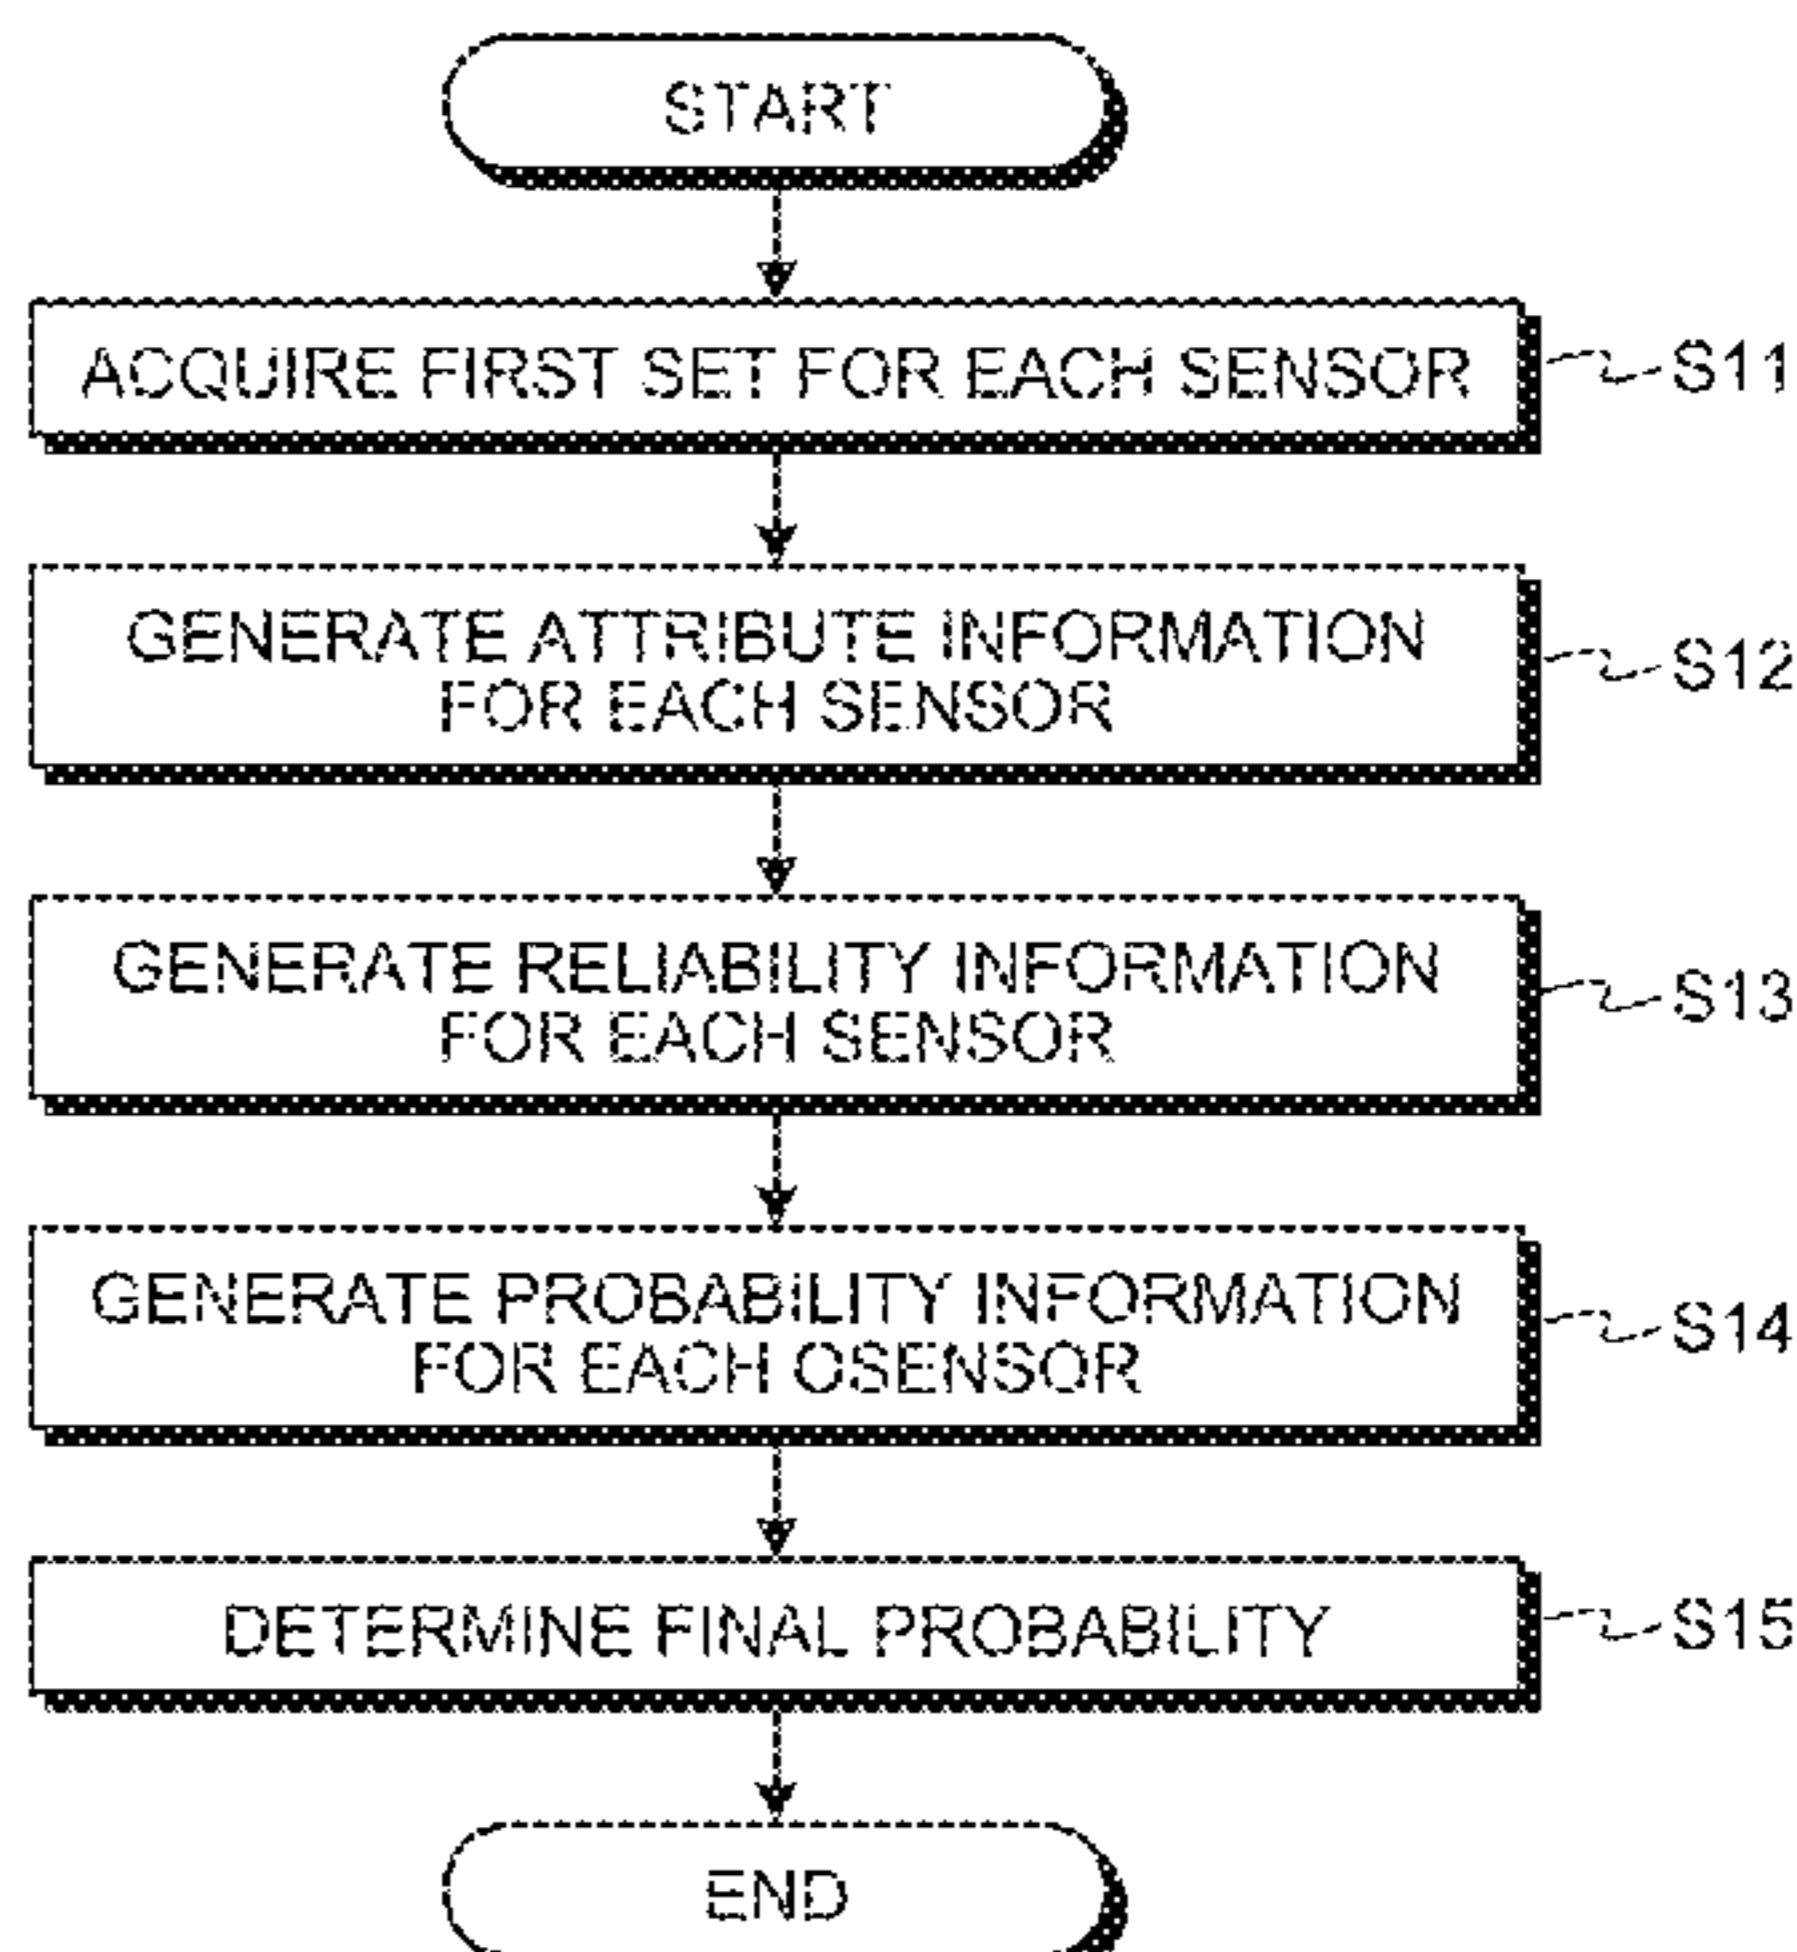 START
ACQUIRE FIRST SET FOR EACH SENSOR
S11
GENERATE ATTRIBUTE INFORMATION
FOR EACH SENSOR
S12
GENERATE RELIABILITY INFORMATION
FOR EACH SENSOR
S13
GENERATE PROBABILITY INFORMATION
FOR EACH OSENSOR
S14
DETERMINE FINAL PROBABILITY
S15
END